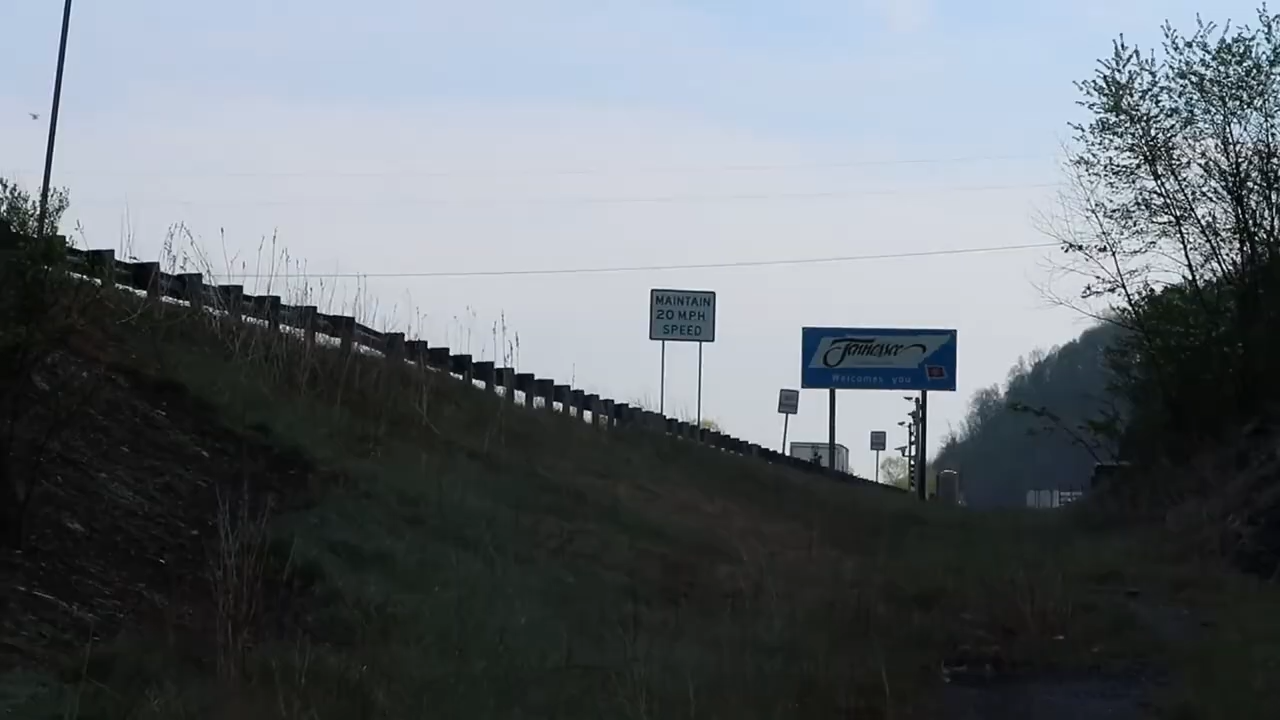 MAINTAIN
20 M.P.H.
SPEED
Tennessee
Welcomes you